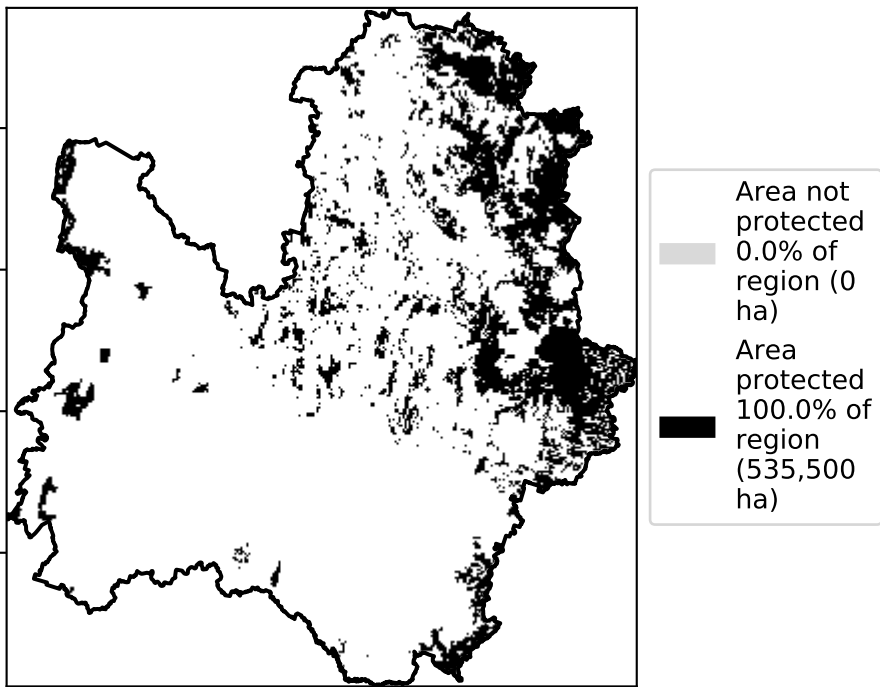 Area not
protected
0.0% of
region (0
ha)
Area
protected
100.0% of
region
(535,500
ha)